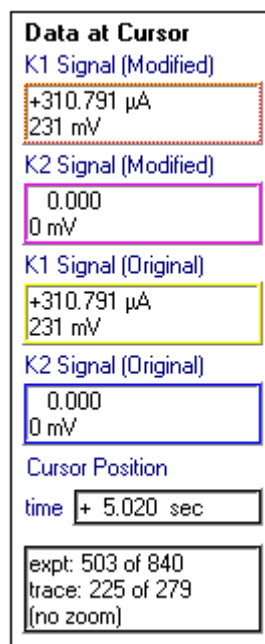 Data at Cursor
K1 Signal (Modified)
+310.791 µA
231 mV
K2 Signal (Modified)
0.000
0 mV
K1 Signal (Original)
+310.791 µA
231 mV
K2 Signal (Original)
0.000
0 mV
Cursor Position
time + 5.020 sec
expt: 503 of 840
trace: 225 of 279
(no zoom)